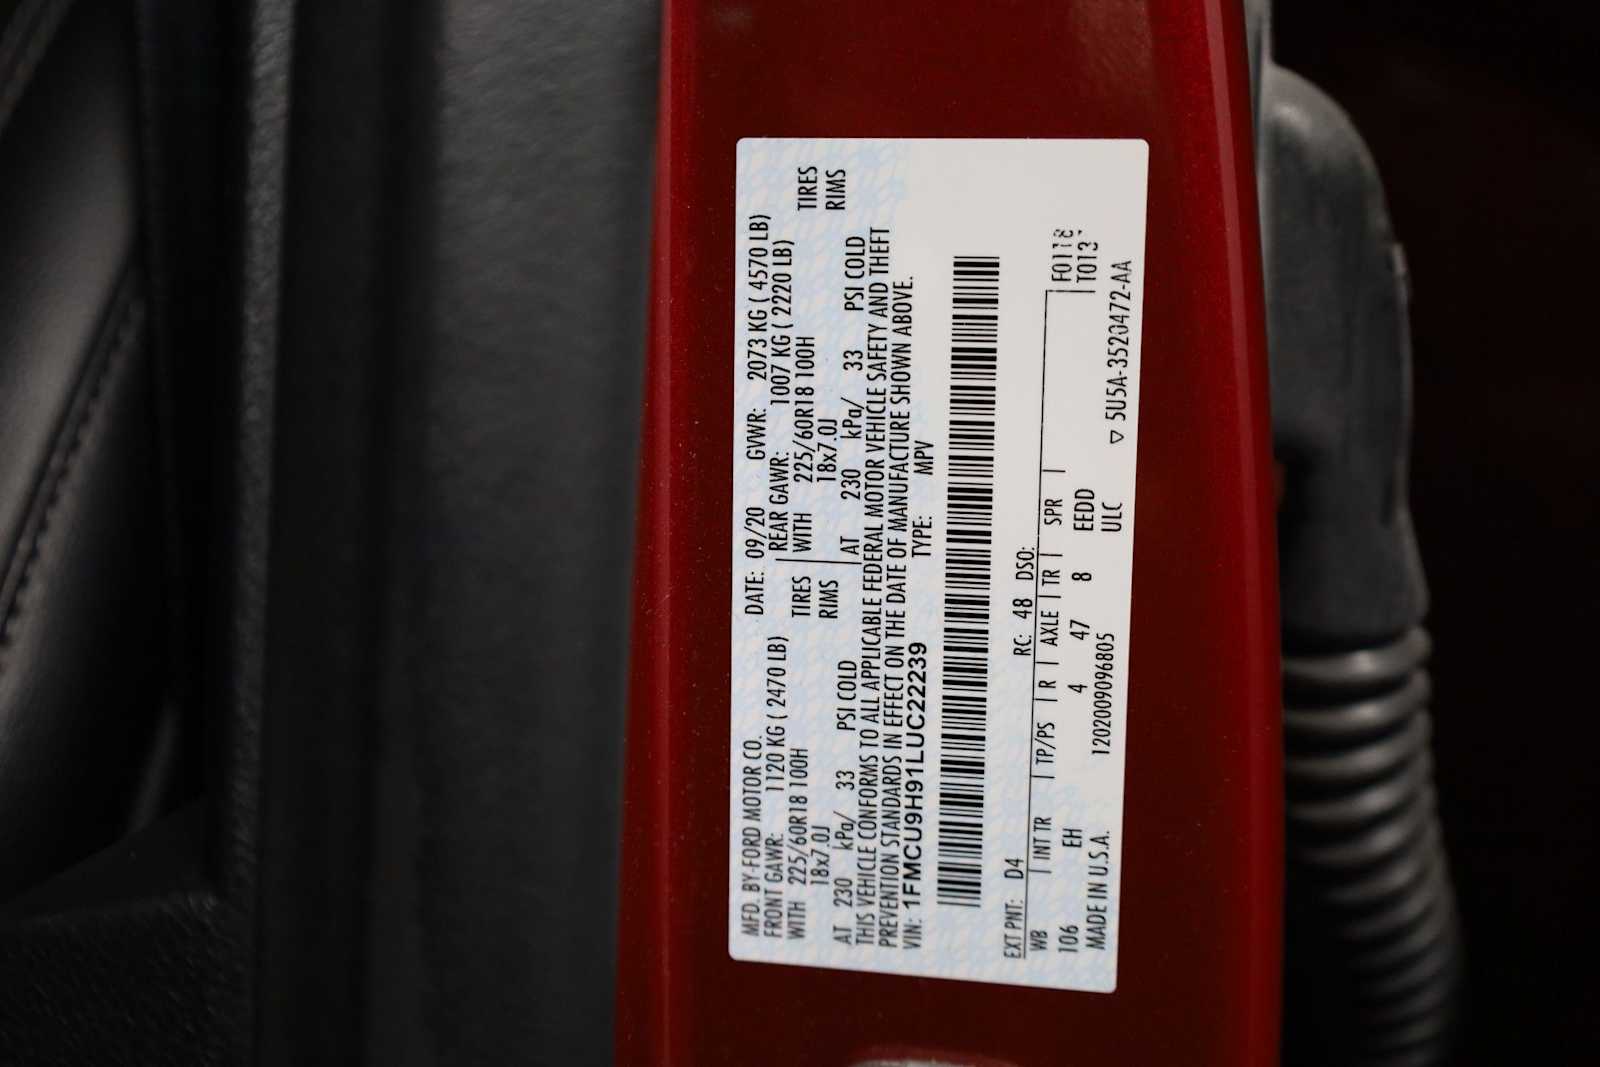 MFD. BY-FORD MOTOR CO. DATE: 09/20 GVWR: 2073 KG ( 4570 LB)
FRONT GAWR: 1120 KG ( 2470 LB) REAR GAWR: 1007 KG ( 2220 LB)
WITH 225/60R18 100H TIRES WITH 225/60R18 100H TIRES
18x7.0J RIMS 18x7.0J RIMS
AT 230 kPa/ 33 PSI COLD AT 230 kPa/ 33 PSI COLD
THIS VEHICLE CONFORMS TO ALL APPLICABLE FEDERAL MOTOR VEHICLE SAFETY AND THEFT
PREVENTION STANDARDS IN EFFECT ON THE DATE OF MANUFACTURE SHOWN ABOVE.
VIN: 1FMCU9H91LUC22239 TYPE: MPV
EXT PNT: D4 RC: 48 DSO:
WB INT TR TP/PS R AXLE TR SPR F0118
106 EH 4 47 8 EEDD T013
MADE IN U.S.A. 1202009096805 ULC ▽ 5U5A-3520472-AA